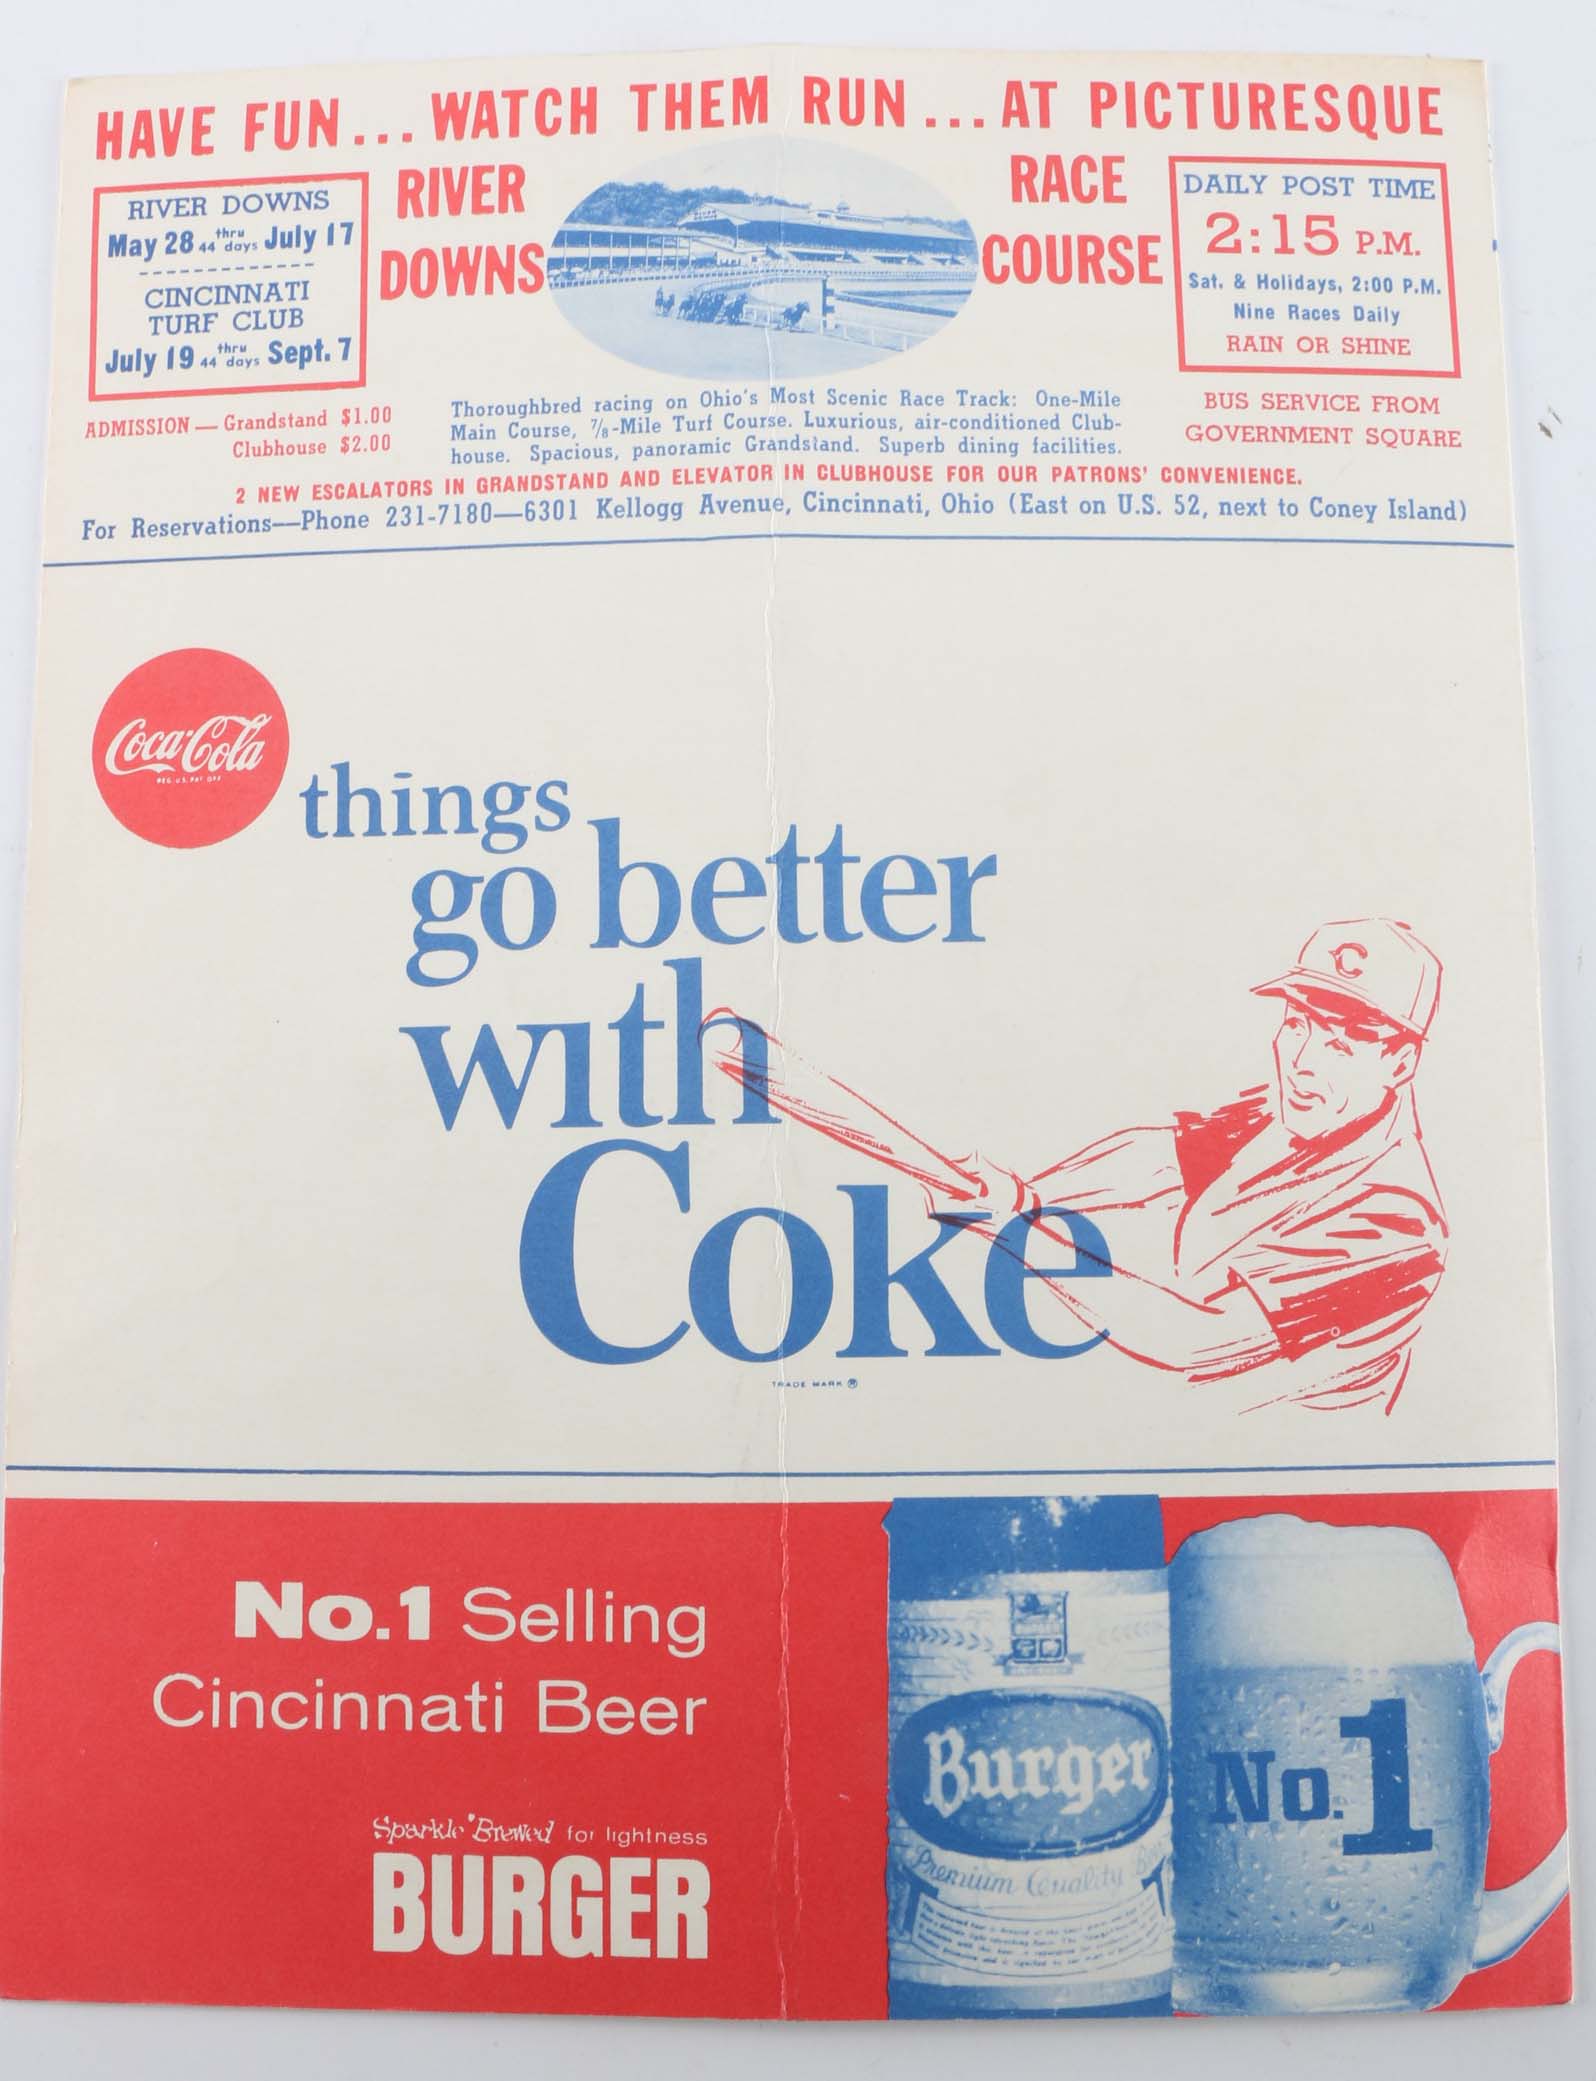 HAVE FUN... WATCH THEM RUN... AT PICTURESQUE
RIVER DOWNS
RACE COURSE
RIVER DOWNS
May 28 44 thru days July 17
CINCINNATI
TURF CLUB
July 19 44 thru days Sept. 7
DAILY POST TIME
2:15 P.M.
Sat. & Holidays, 2:00 P.M.
Nine Races Daily
RAIN OR SHINE
ADMISSION — Grandstand $1.00
Clubhouse $2.00
Thoroughbred racing on Ohio's Most Scenic Race Track: One-Mile
Main Course, 7/8-Mile Turf Course. Luxurious, air-conditioned Club-
house. Spacious, panoramic Grandstand. Superb dining facilities.
BUS SERVICE FROM
GOVERNMENT SQUARE
2 NEW ESCALATORS IN GRANDSTAND AND ELEVATOR IN CLUBHOUSE FOR OUR PATRONS' CONVENIENCE.
For Reservations—Phone 231-7180—6301 Kellogg Avenue, Cincinnati, Ohio (East on U.S. 52, next to Coney Island)
Coca-Cola
REG. U.S. PAT OFF
things
go better
with
Coke
TRADE MARK ®
C
No.1 Selling
Cincinnati Beer
Sparkle Brewed for lightness
BURGER
Burger
Premium Quality
No.1